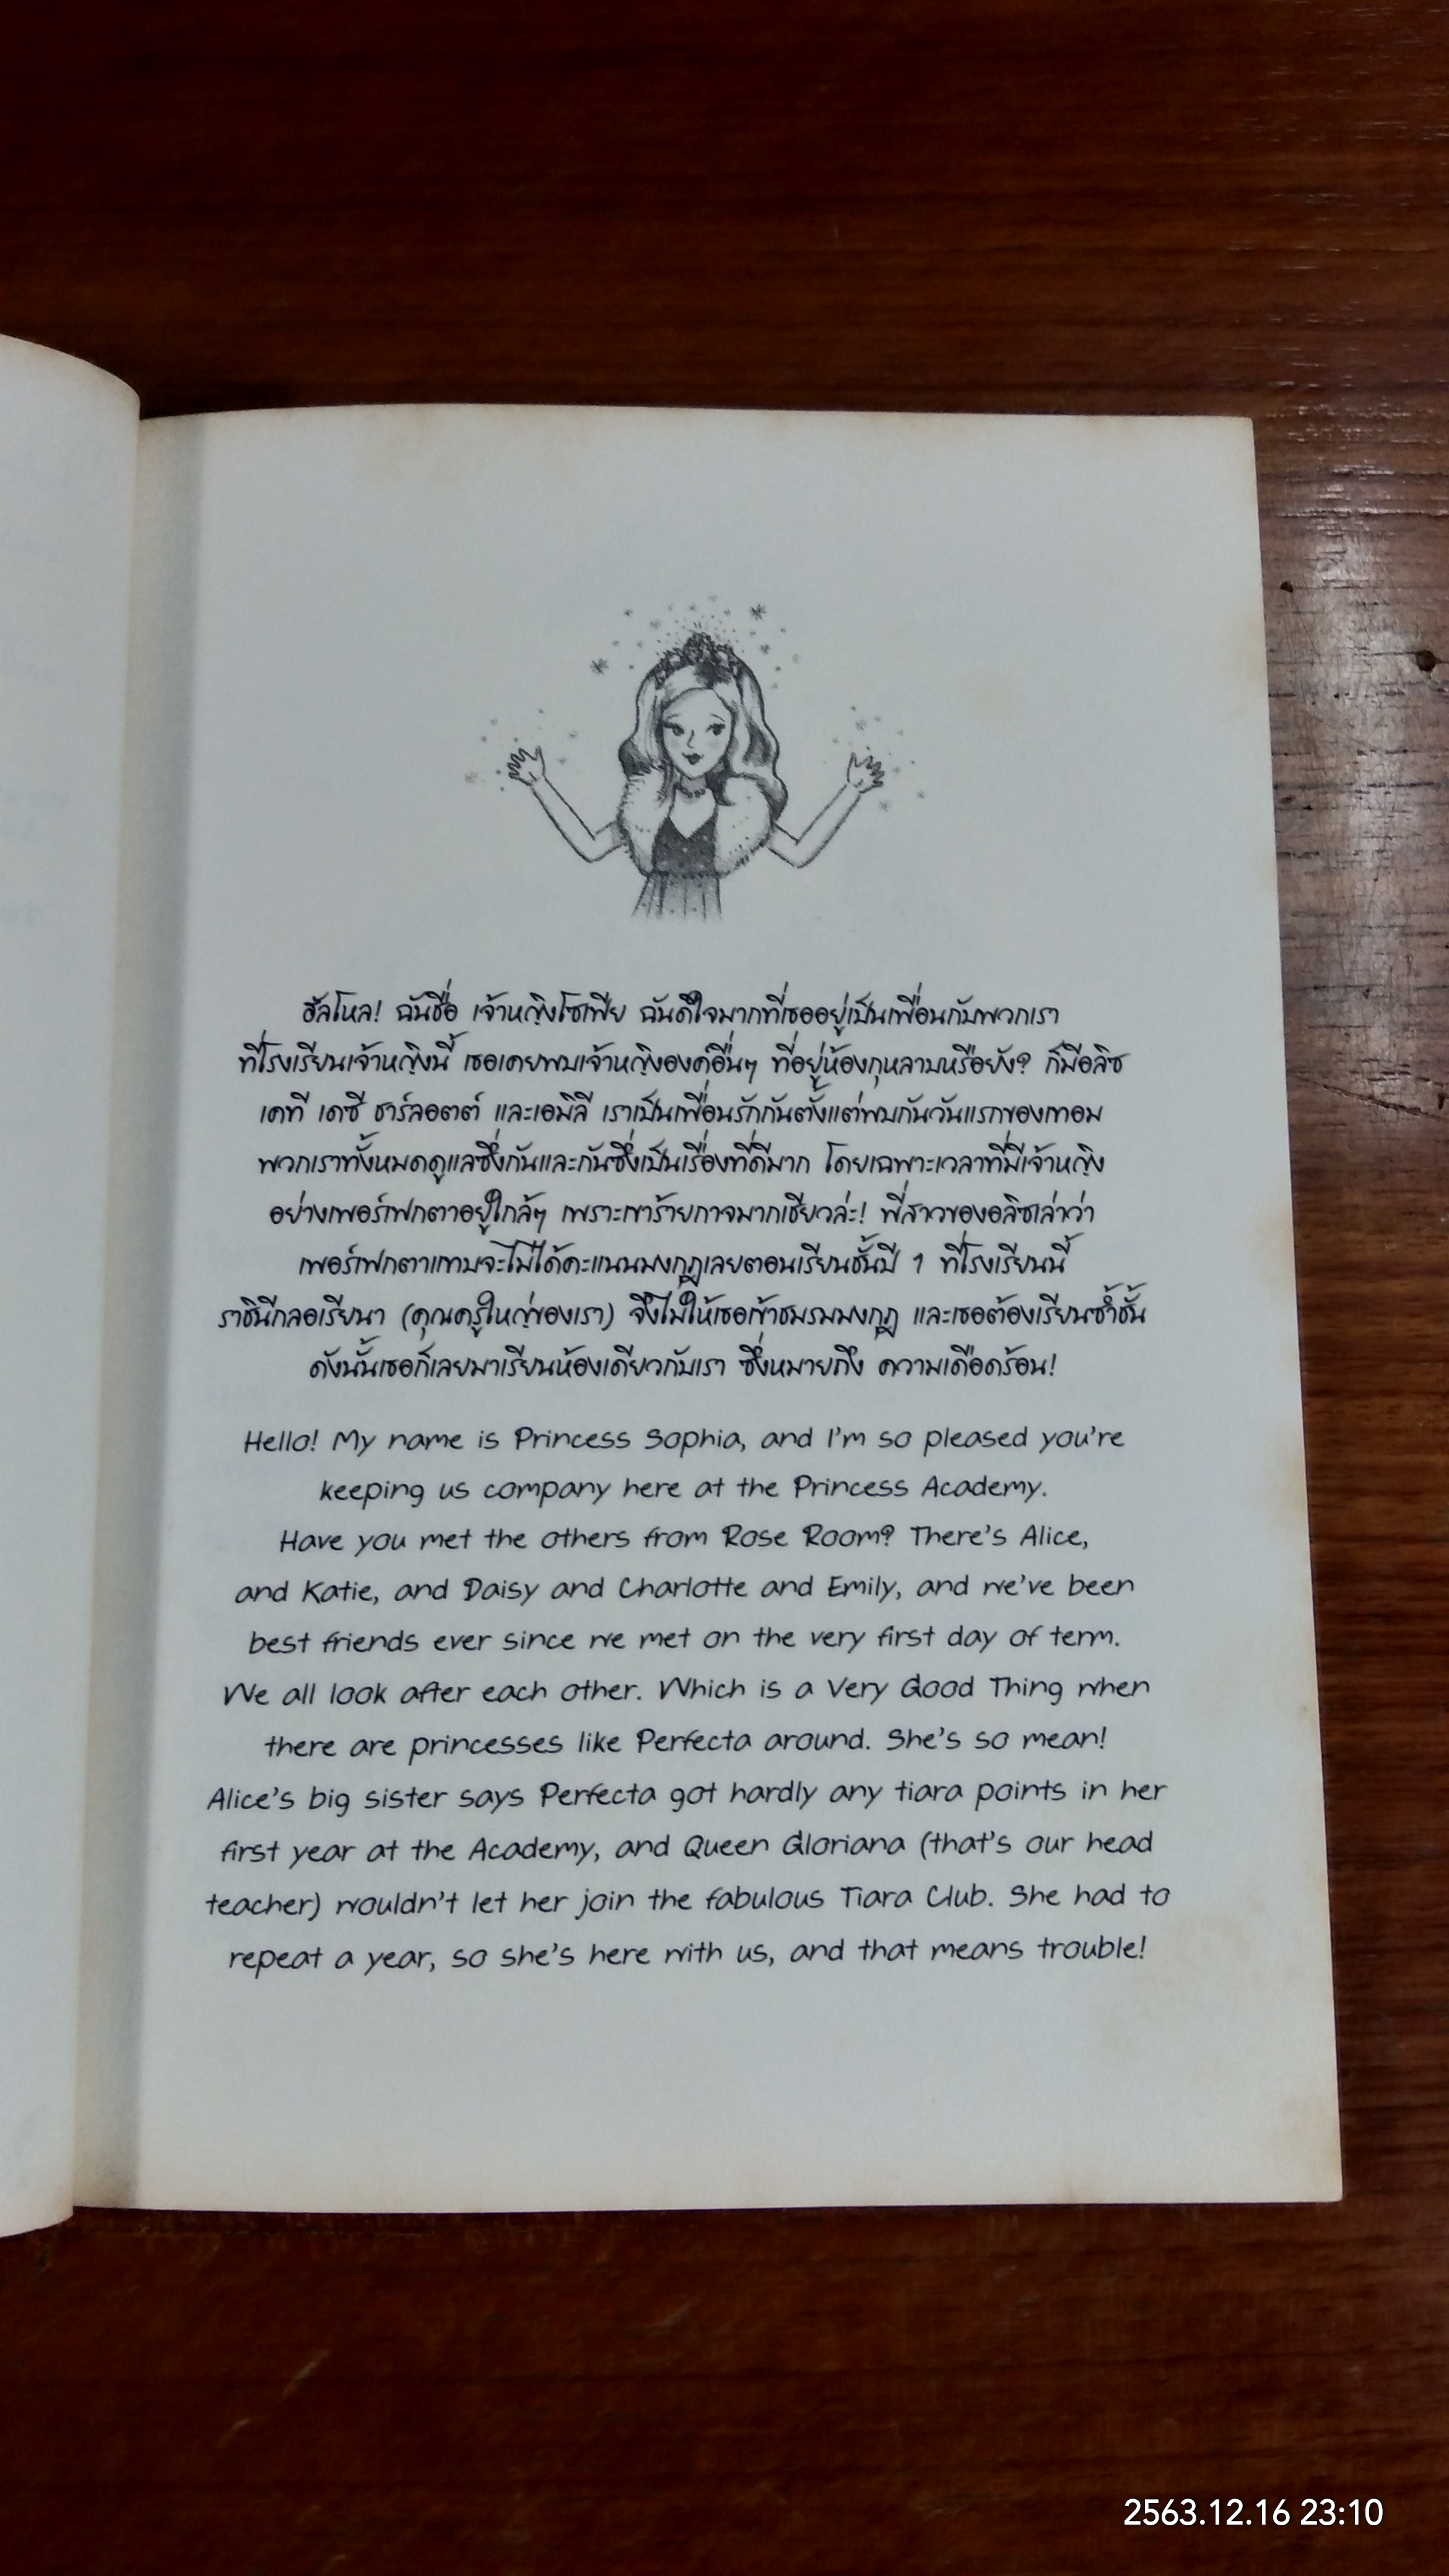 ฮัลโหล! ฉันชื่อ เจ้าหญิงโซเฟีย ฉันดีใจมากที่เธออยู่เป็นเพื่อนกับพวกเรา
ที่โรงเรียนเจ้าหญิงนี้ เธอเคยพบเจ้าหญิงองค์อื่นๆ ที่อยู่ห้องกุหลาบหรือยัง? ก็มีอลิซ
เคที เดซี ชาร์ลอตต์ และเอมิลี เราเป็นเพื่อนรักกันตั้งแต่พบกันวันแรกของเทอม
พวกเราทั้งหมดดูแลซึ่งกันและกันซึ่งเป็นเรื่องที่ดีมาก โดยเฉพาะเวลาที่มีเจ้าหญิง
อย่างเพอร์เฟกตาอยู่ใกล้ๆ เพราะเขาร้ายกาจมากเชียวล่ะ! พี่สาวของอลิซเล่าว่า
เพอร์เฟกตาแทบจะไม่ได้คะแนนมงกุฎเลยตอนเรียนชั้นปี 1 ที่โรงเรียนนี้
ราชินีกลอเรียนา (คุณครูใหญ่ของเรา) จึงไม่ให้เธอเข้าชมรมมงกุฎ และเธอต้องเรียนซ้ำชั้น
ดังนั้นเธอก็เลยมาเรียนห้องเดียวกับเรา ซึ่งหมายถึง ความเดือดร้อน!
Hello! My name is Princess Sophia, and I'm so pleased you're
keeping us company here at the Princess Academy.
Have you met the others from Rose Room? There's Alice,
and Katie, and Daisy and Charlotte and Emily, and we've been
best friends ever since we met on the very first day of term.
We all look after each other. Which is a Very Good Thing when
there are princesses like Perfecta around. She's so mean!
Alice's big sister says Perfecta got hardly any tiara points in her
first year at the Academy, and Queen Gloriana (that's our head
teacher) wouldn't let her join the fabulous Tiara Club. She had to
repeat a year, so she's here with us, and that means trouble!
2563.12.16 23:10